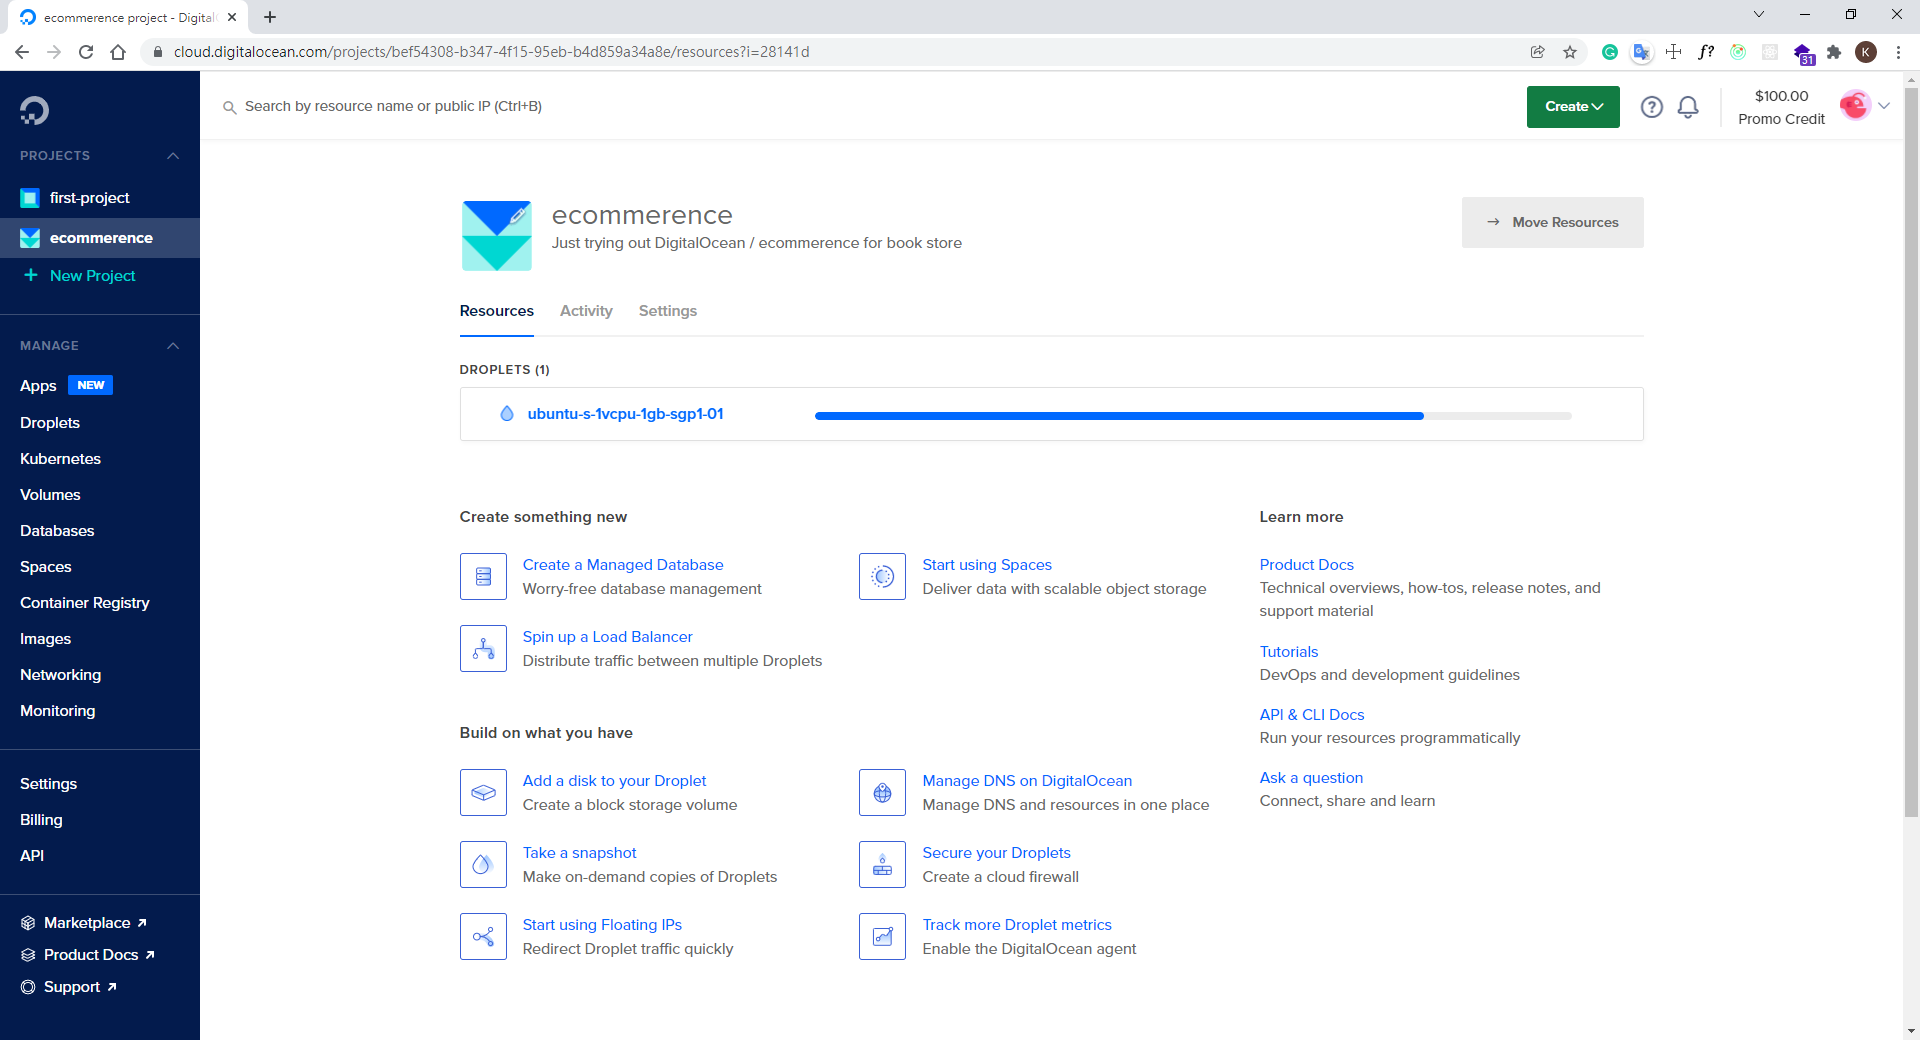 ecommerence project - Digital
cloud.digitalocean.com/projects/bef54308-b347-4f15-95eb-b4d859a34a8e/resources?i=28141d
f?
31
K
Search by resource name or public IP (Ctrl+B)
Create
?
$100.00
Promo Credit
PROJECTS
first-project
ecommerence
+ New Project
MANAGE
Apps NEW
Droplets
Kubernetes
Volumes
Databases
Spaces
Container Registry
Images
Networking
Monitoring
Settings
Billing
API
Marketplace
Product Docs
Support
ecommerence
Just trying out DigitalOcean / ecommerence for book store
→ Move Resources
Resources Activity Settings
DROPLETS (1)
ubuntu-s-1vcpu-1gb-sgp1-01
Create something new
Create a Managed Database
Worry-free database management
Start using Spaces
Deliver data with scalable object storage
Spin up a Load Balancer
Distribute traffic between multiple Droplets
Build on what you have
Add a disk to your Droplet
Create a block storage volume
Manage DNS on DigitalOcean
Manage DNS and resources in one place
Take a snapshot
Make on-demand copies of Droplets
Secure your Droplets
Create a cloud firewall
Start using Floating IPs
Redirect Droplet traffic quickly
Track more Droplet metrics
Enable the DigitalOcean agent
Learn more
Product Docs
Technical overviews, how-tos, release notes, and
support material
Tutorials
DevOps and development guidelines
API & CLI Docs
Run your resources programmatically
Ask a question
Connect, share and learn